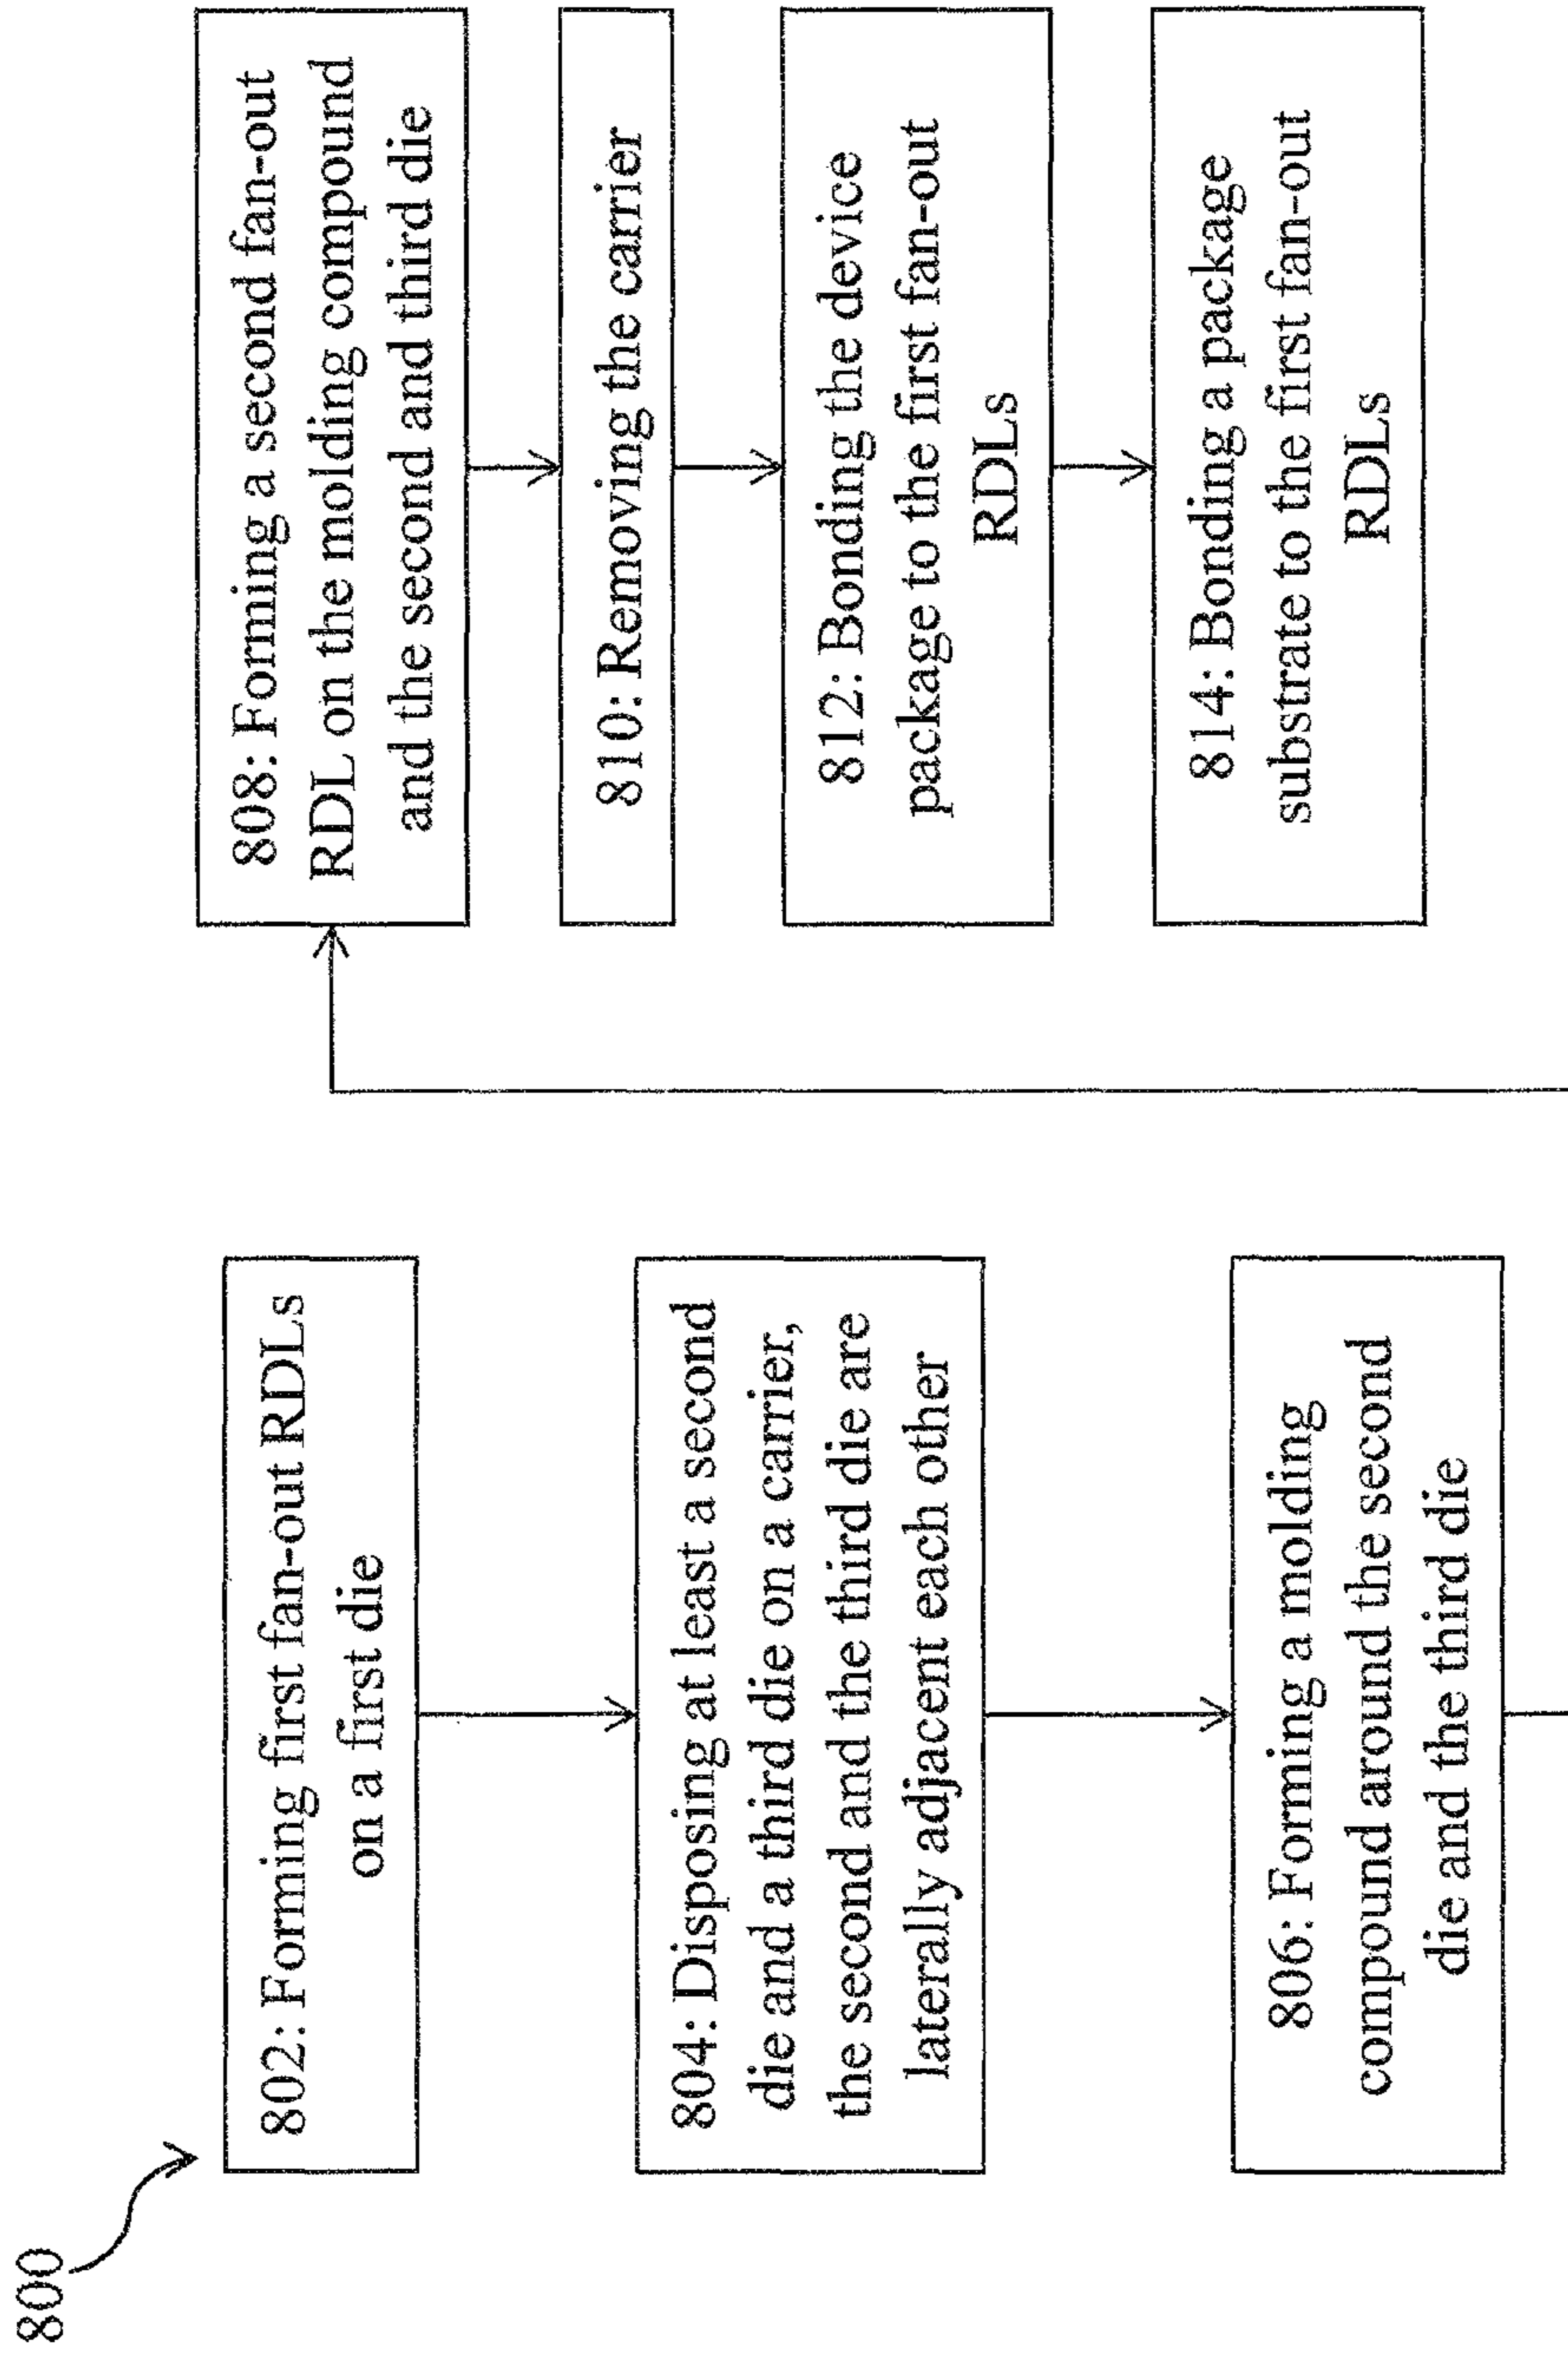 800
802: Forming first fan-out RDLs
on a first die
804: Disposing at least a second
die and a third die on a carrier,
the second and the third die are
laterally adjacent each other
806: Forming a molding
compound around the second
die and the third die
808: Forming a second fan-out
RDL on the molding compound
and the second and third die
810: Removing the carrier
812: Bonding the device
package to the first fan-out
RDLs
814: Bonding a package
substrate to the first fan-out
RDLs